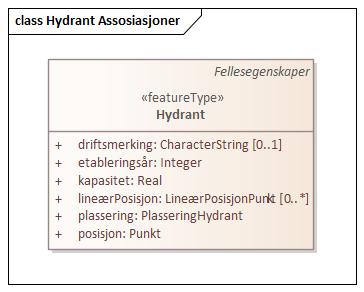 class Hydrant Assosiasjoner
Fellesegenskaper
«featureType»
Hydrant
+ driftsmerking: CharacterString [0..1]
+ etableringsår: Integer
+ kapasitet: Real
+ lineærPosisjon: LineærPosisjonPunkt [0..*]
+ plassering: PlasseringHydrant
+ posisjon: Punkt